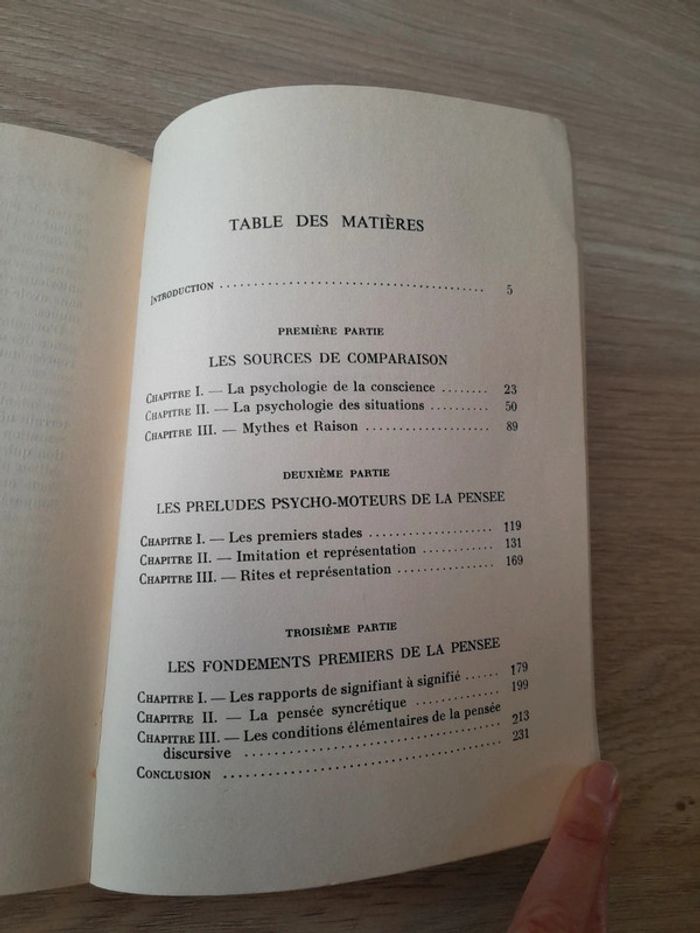 TABLE DES MATIÈRES
INTRODUCTION ........................................ 5
PREMIÈRE PARTIE
LES SOURCES DE COMPARAISON
CHAPITRE I. — La psychologie de la conscience ........ 23
CHAPITRE II. — La psychologie des situations ......... 50
CHAPITRE III. — Mythes et Raison ..................... 89
DEUXIÈME PARTIE
LES PRELUDES PSYCHO-MOTEURS DE LA PENSEE
CHAPITRE I. — Les premiers stades .................... 119
CHAPITRE II. — Imitation et représentation ........... 131
CHAPITRE III. — Rites et représentation .............. 169
TROISIÈME PARTIE
LES FONDEMENTS PREMIERS DE LA PENSEE
CHAPITRE I. — Les rapports de signifiant à signifié ...... 179
CHAPITRE II. — La pensée syncrétique ................. 199
CHAPITRE III. — Les conditions élémentaires de la pensée
discursive ........................................ 213
CONCLUSION ........................................ 231